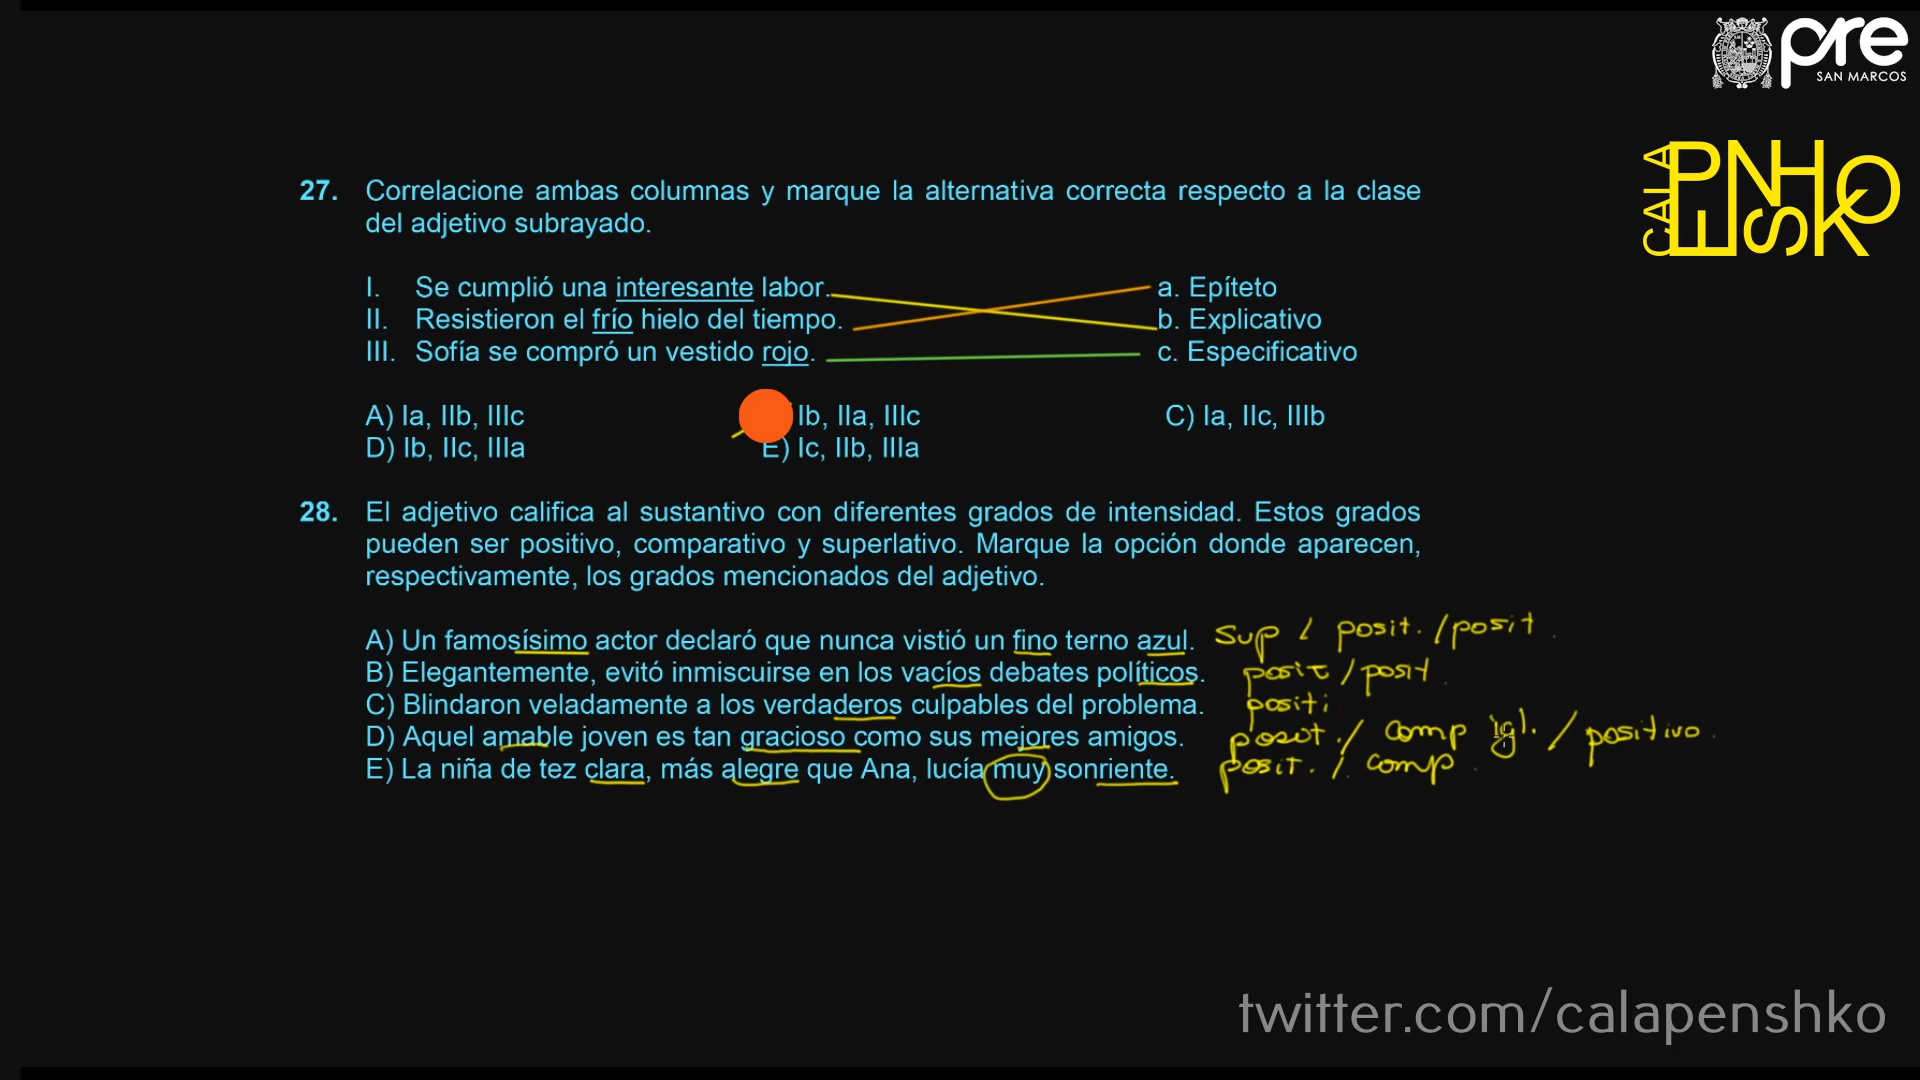 pre
SAN MARCOS
CALA
PENSHKO
27. Correlacione ambas columnas y marque la alternativa correcta respecto a la clase
del adjetivo subrayado.
I. Se cumplió una interesante labor. a. Epíteto
II. Resistieron el frío hielo del tiempo. b. Explicativo
III. Sofía se compró un vestido rojo. c. Especificativo
A) Ia, IIb, IIIc Ib, IIa, IIIc C) Ia, IIc, IIIb
D) Ib, IIc, IIIa E) Ic, IIb, IIIa
28. El adjetivo califica al sustantivo con diferentes grados de intensidad. Estos grados
pueden ser positivo, comparativo y superlativo. Marque la opción donde aparecen,
respectivamente, los grados mencionados del adjetivo.
A) Un famosísimo actor declaró que nunca vistió un fino terno azul. sup / posit. / posit
B) Elegantemente, evitó inmiscuirse en los vacíos debates políticos. posit / posit
C) Blindaron veladamente a los verdaderos culpables del problema. positi
D) Aquel amable joven es tan gracioso como sus mejores amigos. posit. / comp igl. / positivo
E) La niña de tez clara, más alegre que Ana, lucía muy sonriente. posit. / comp
twitter.com/calapenshko